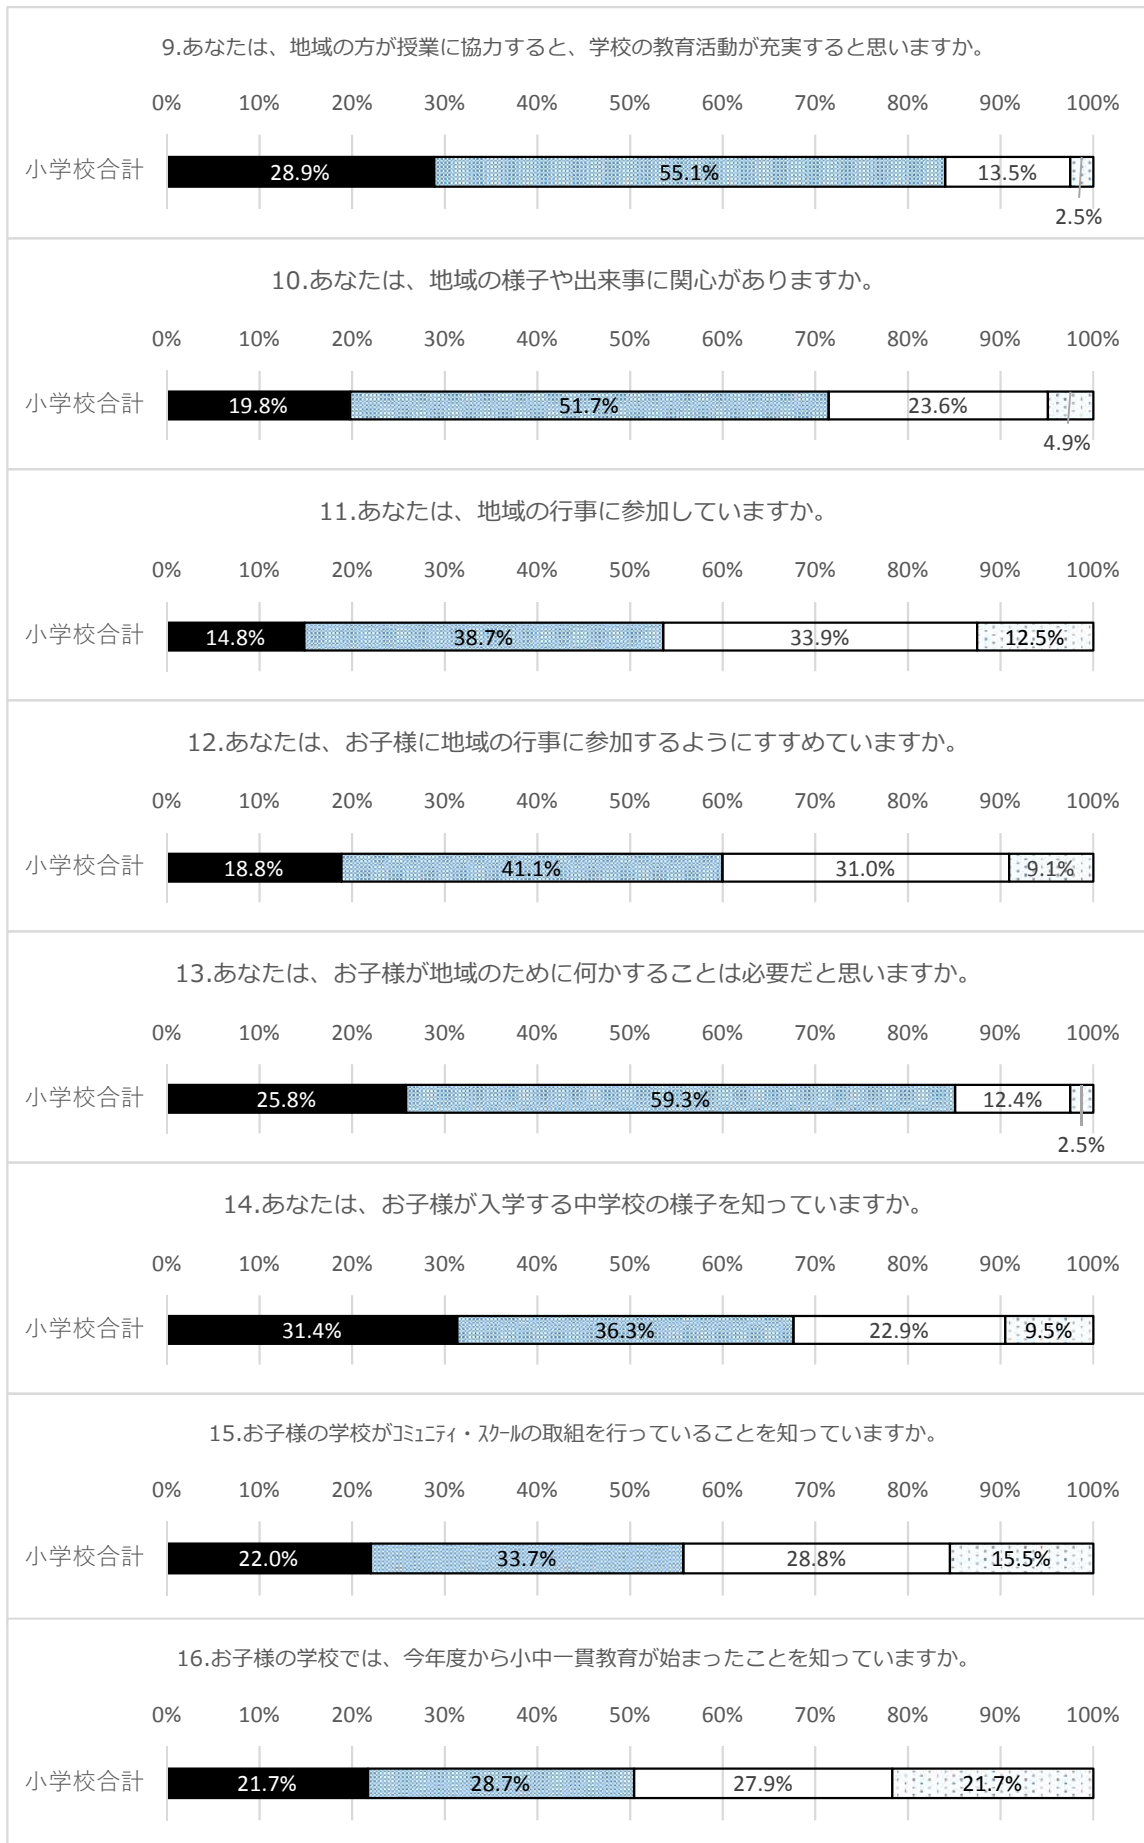 9.あなたは、地域の方が授業に協力すると、学校の教育活動が充実すると思いますか。
0% 10% 20% 30% 40% 50% 60% 70% 80% 90% 100%
小学校合計 28.9% 55.1% 13.5%
2.5%
10.あなたは、地域の様子や出来事に関心がありますか。
0% 10% 20% 30% 40% 50% 60% 70% 80% 90% 100%
小学校合計 19.8% 51.7% 23.6%
4.9%
11.あなたは、地域の行事に参加していますか。
0% 10% 20% 30% 40% 50% 60% 70% 80% 90% 100%
小学校合計 14.8% 38.7% 33.9% 12.5%
12.あなたは、お子様に地域の行事に参加するようにすすめていますか。
0% 10% 20% 30% 40% 50% 60% 70% 80% 90% 100%
小学校合計 18.8% 41.1% 31.0% 9.1%
13.あなたは、お子様が地域のために何かすることは必要だと思いますか。
0% 10% 20% 30% 40% 50% 60% 70% 80% 90% 100%
小学校合計 25.8% 59.3% 12.4%
2.5%
14.あなたは、お子様が入学する中学校の様子を知っていますか。
0% 10% 20% 30% 40% 50% 60% 70% 80% 90% 100%
小学校合計 31.4% 36.3% 22.9% 9.5%
15.お子様の学校がｺﾐｭﾆﾃｨ・ｽｸｰﾙの取組を行っていることを知っていますか。
0% 10% 20% 30% 40% 50% 60% 70% 80% 90% 100%
小学校合計 22.0% 33.7% 28.8% 15.5%
16.お子様の学校では、今年度から小中一貫教育が始まったことを知っていますか。
0% 10% 20% 30% 40% 50% 60% 70% 80% 90% 100%
小学校合計 21.7% 28.7% 27.9% 21.7%